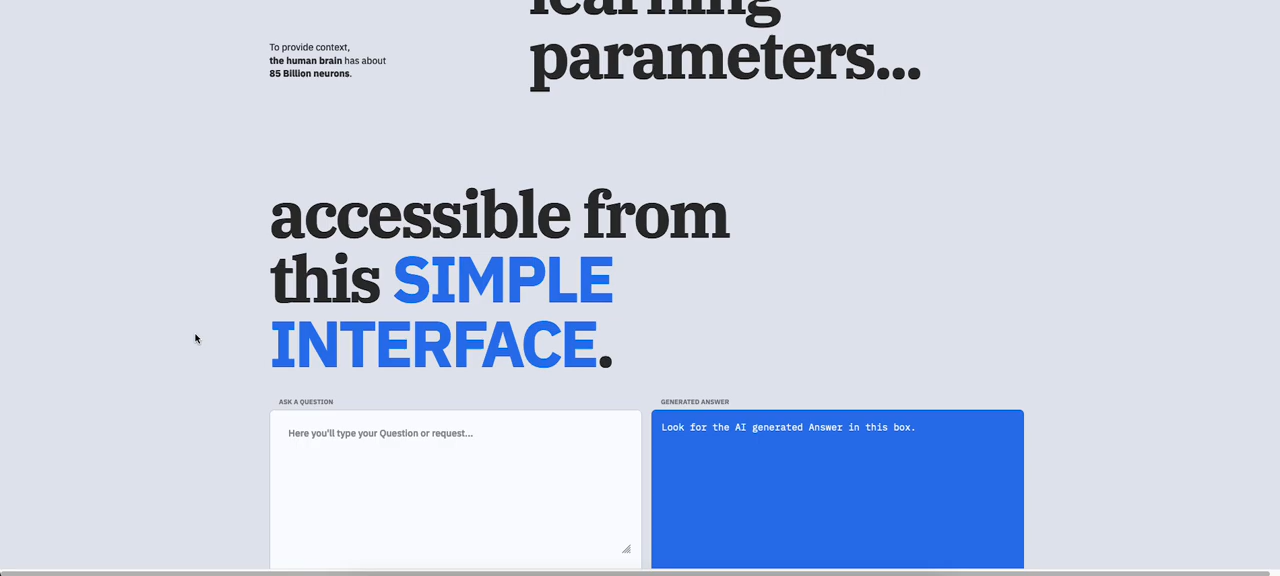 learning
parameters...
To provide context,
the human brain has about
85 Billion neurons.
accessible from
this SIMPLE
INTERFACE.
ASK A QUESTION
GENERATED ANSWER
Here you'll type your Question or request...
Look for the AI generated Answer in this box.